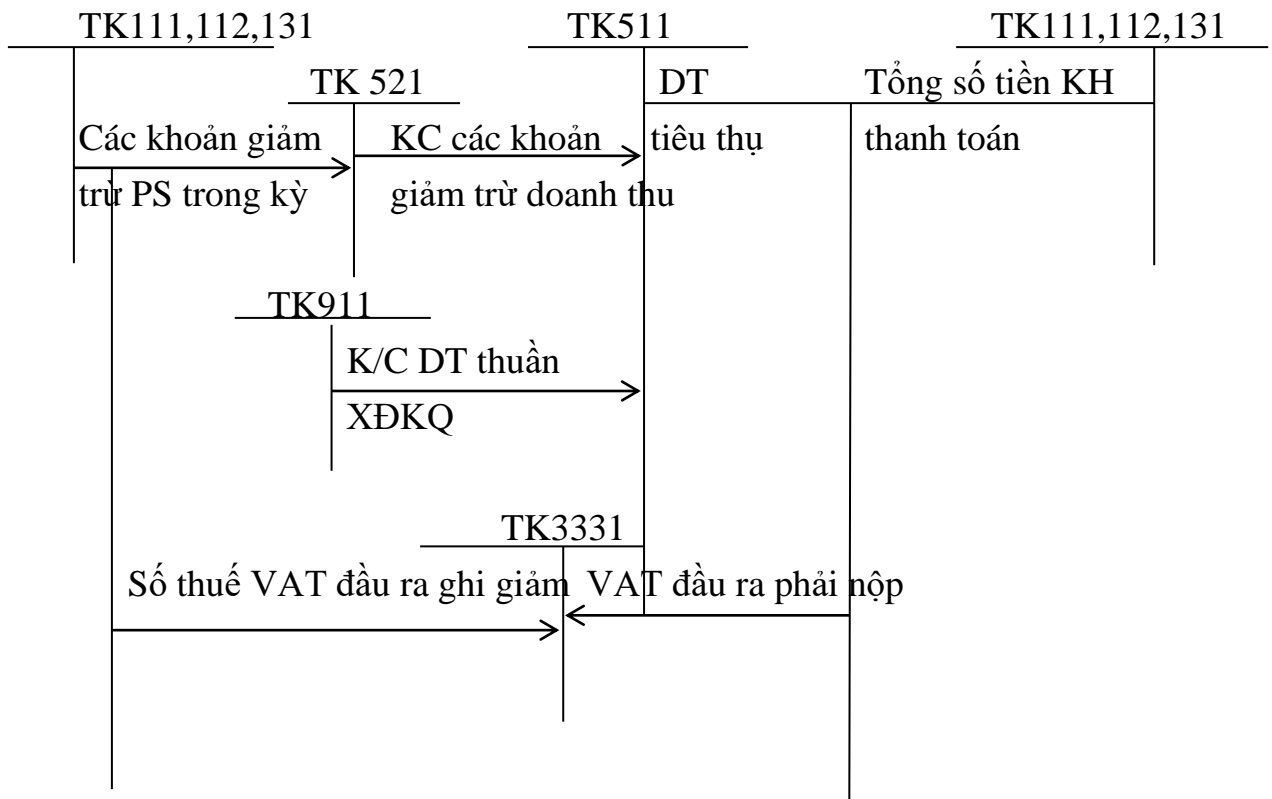 TK111,112,131
TK511
TK111,112,131
TK 521
DT
Tổng số tiền KH
Các khoản giảm
KC các khoản
tiêu thụ
thanh toán
trừ PS trong kỳ
giảm trừ doanh thu
TK911
K/C DT thuần
XĐKQ
TK3331
Số thuế VAT đầu ra ghi giảm
VAT đầu ra phải nộp